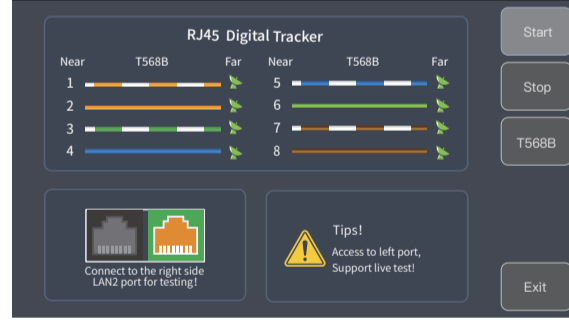 RJ45 Digital Tracker
Near T568B Far Near T568B Far
1 5
2 6
3 7
4 8
Connect to the right side
LAN2 port for testing!
Tips!
Access to left port,
Support live test!
Start
Stop
T568B
Exit